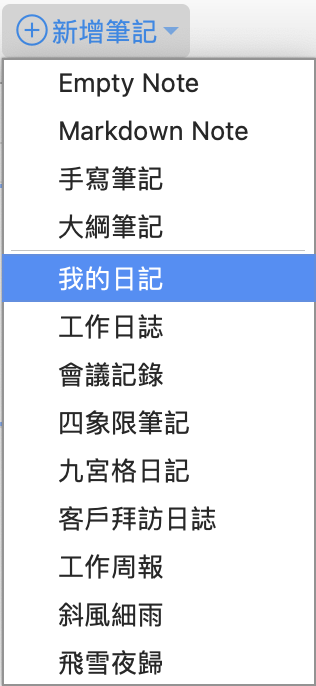 新增筆記
Empty Note
Markdown Note
手寫筆記
大綱筆記
我的日記
工作日誌
會議記錄
四象限筆記
九宮格日記
客戶拜訪日誌
工作周報
斜風細雨
飛雪夜歸